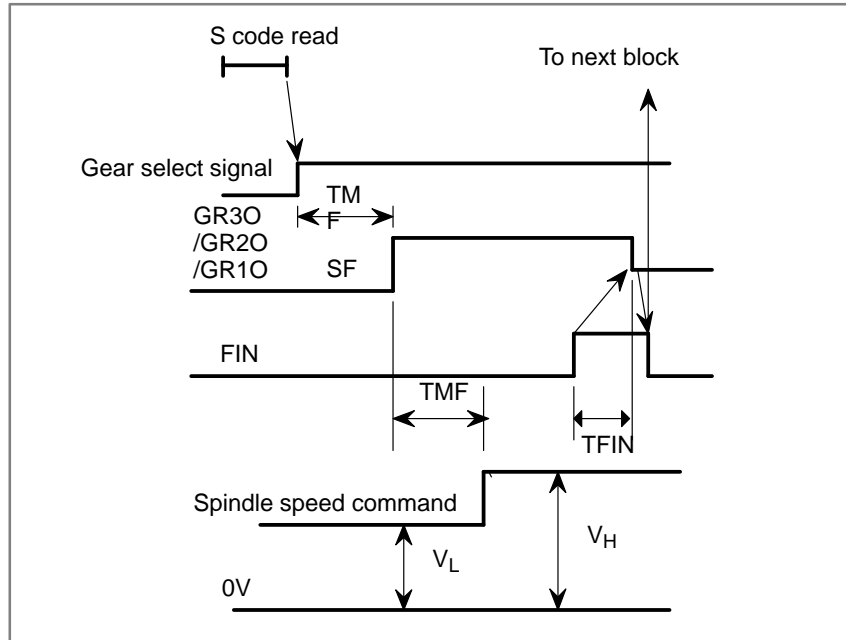 S code read
To next block
Gear select signal
TM
F
GR3O
/GR2O
/GR1O
SF
FIN
TMF
TFIN
Spindle speed command
VL
VH
0V